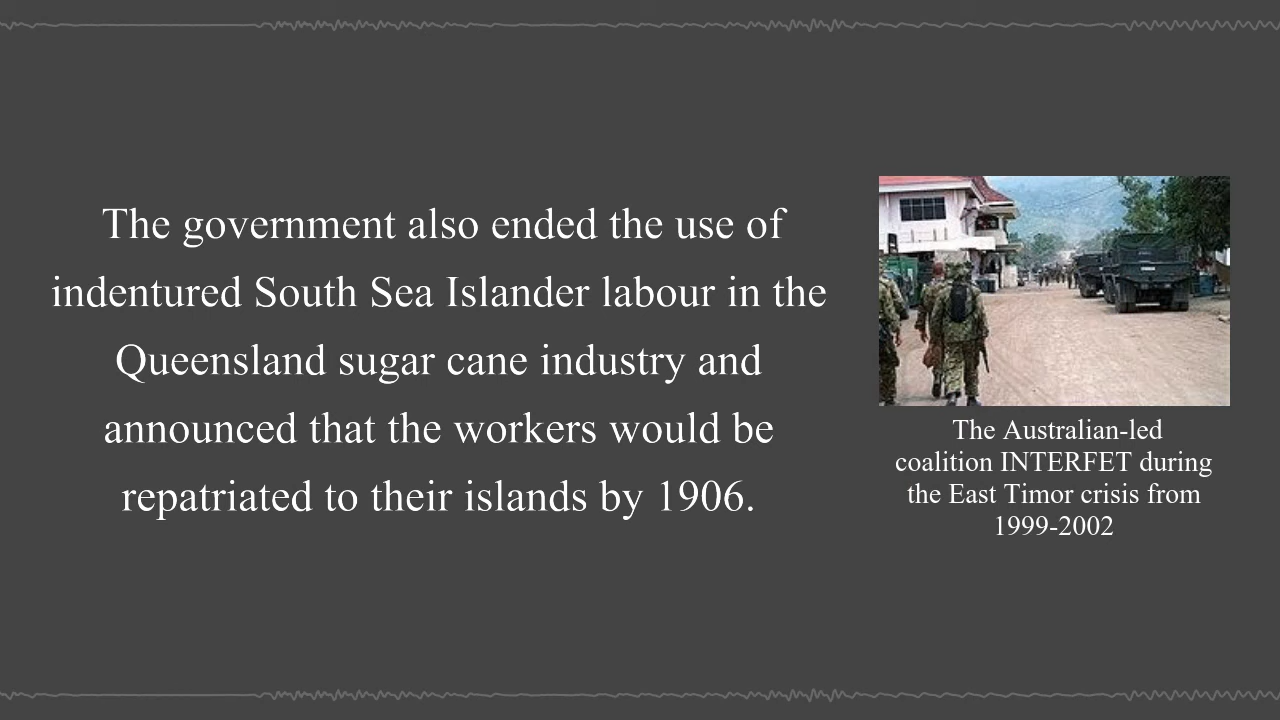 The government also ended the use of
indentured South Sea Islander labour in the
Queensland sugar cane industry and
announced that the workers would be
repatriated to their islands by 1906.
The Australian-led
coalition INTERFET during
the East Timor crisis from
1999-2002